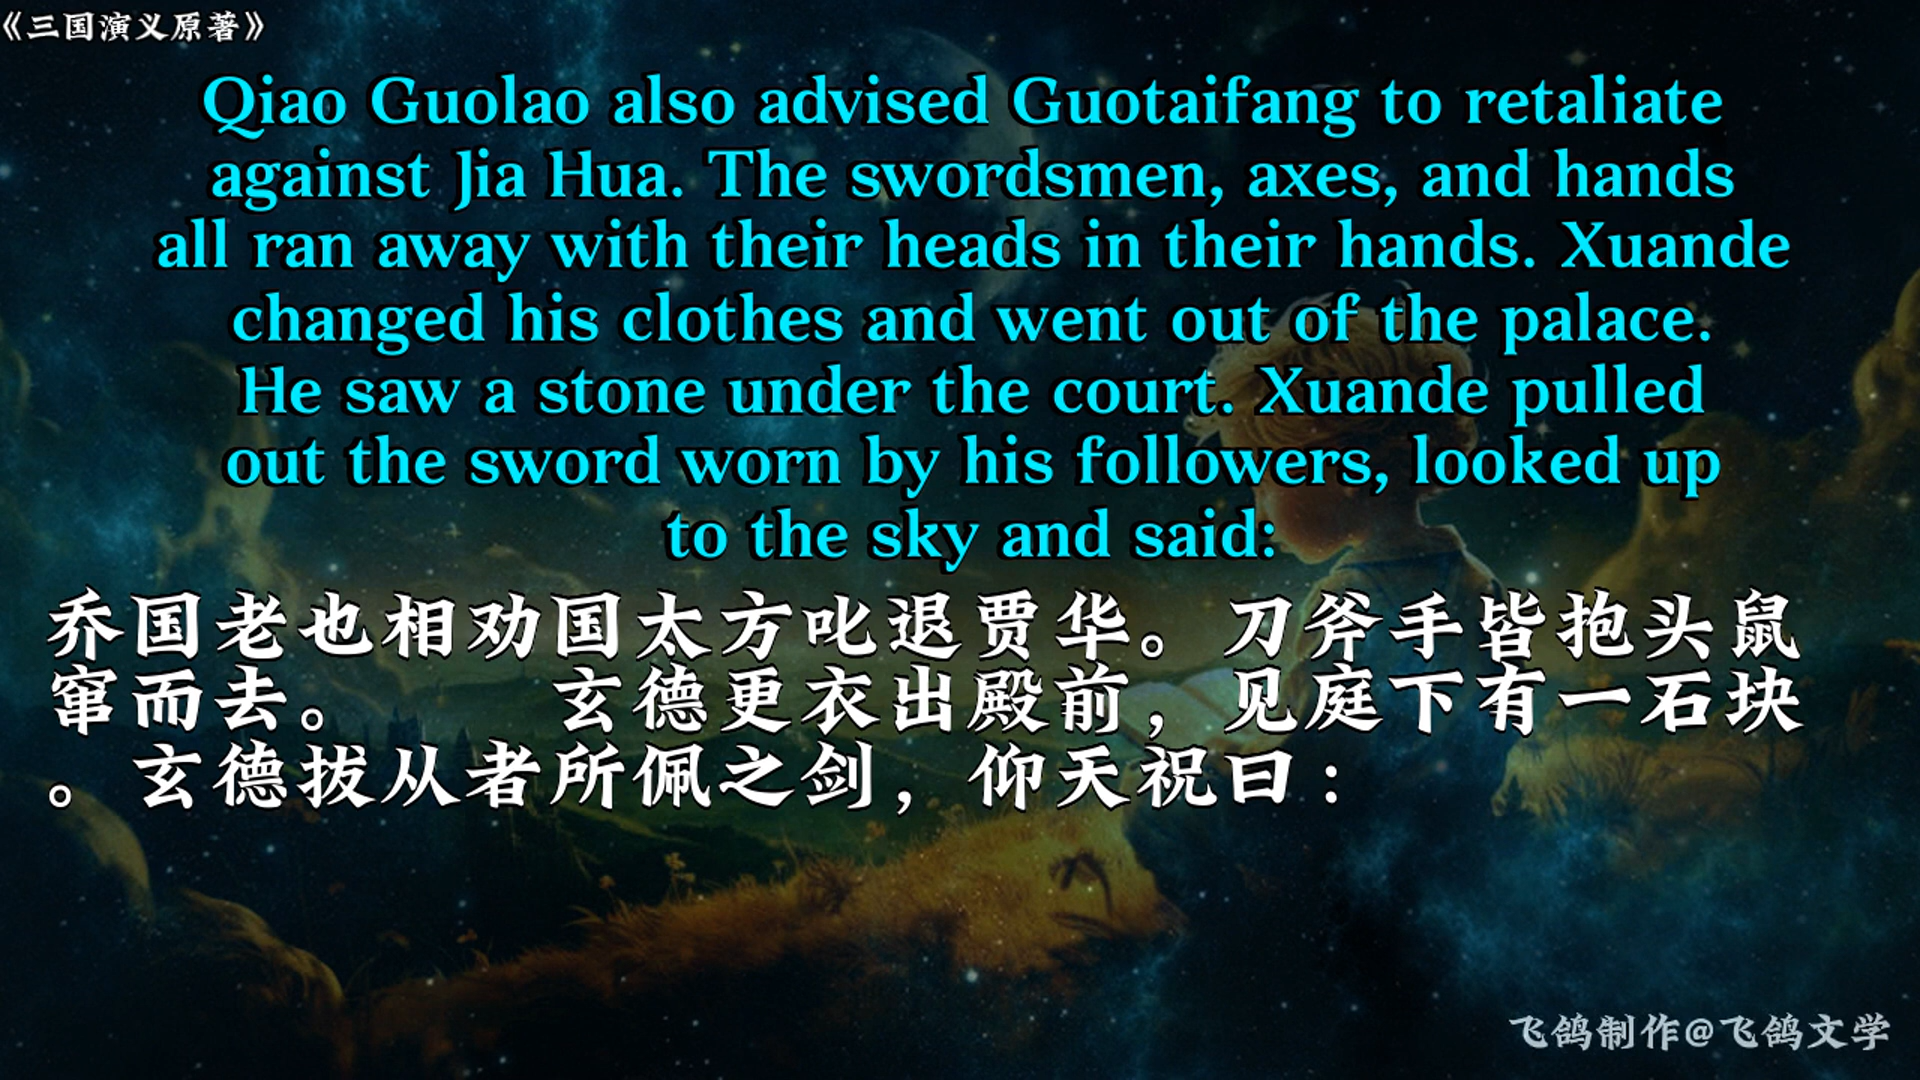 《三国演义原著》
Qiao Guolao also advised Guotaifang to retaliate
against Jia Hua. The swordsmen, axes, and hands
all ran away with their heads in their hands. Xuande
changed his clothes and went out of the palace.
He saw a stone under the court. Xuande pulled
out the sword worn by his followers, looked up
to the sky and said:
乔国老也相劝国太方叱退贾华。刀斧手皆抱头鼠
窜而去。　　玄德更衣出殿前，见庭下有一石块
。玄德拔从者所佩之剑，仰天祝曰：
飞鸽制作@飞鸽文学